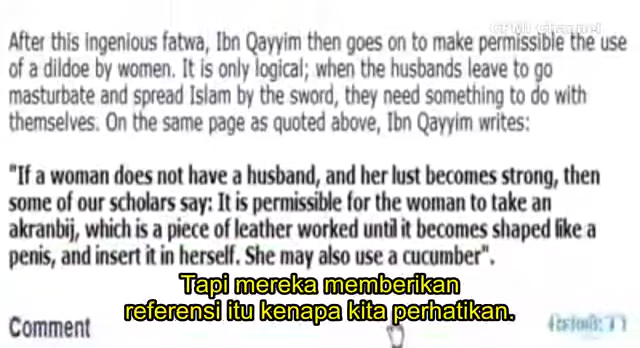 CPMI Channel
After this ingenious fatwa, Ibn Qayyim then goes on to make permissible the use
of a dildoe by women. It is only logical; when the husbands leave to go
masturbate and spread Islam by the sword, they need something to do with
themselves. On the same page as quoted above, Ibn Qayyim writes:
"If a woman does not have a husband, and her lust becomes strong, then
some of our scholars say: It is permissible for the woman to take an
akranbij, which is a piece of leather worked until it becomes shaped like a
penis, and insert it in herself. She may also use a cucumber".
Tapi mereka memberikan
referensi itu kenapa kita perhatikan.
Comment